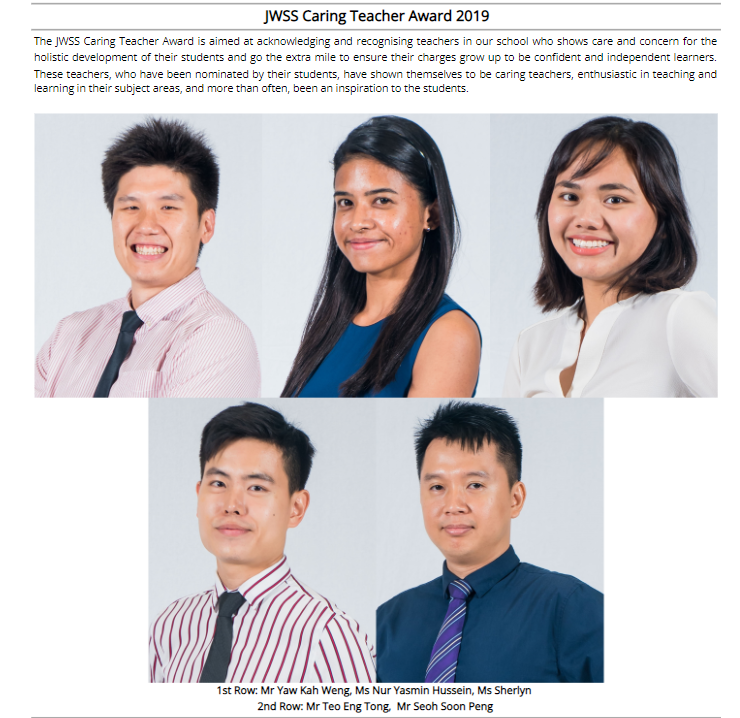 JWSS Caring Teacher Award 2019
The JWSS Caring Teacher Award is aimed at acknowledging and recognising teachers in our school who shows care and concern for the
holistic development of their students and go the extra mile to ensure their charges grow up to be confident and independent learners.
These teachers, who have been nominated by their students, have shown themselves to be caring teachers, enthusiastic in teaching and
learning in their subject areas, and more than often, been an inspiration to the students.
1st Row: Mr Yaw Kah Weng, Ms Nur Yasmin Hussein, Ms Sherlyn
2nd Row: Mr Teo Eng Tong,  Mr Seoh Soon Peng